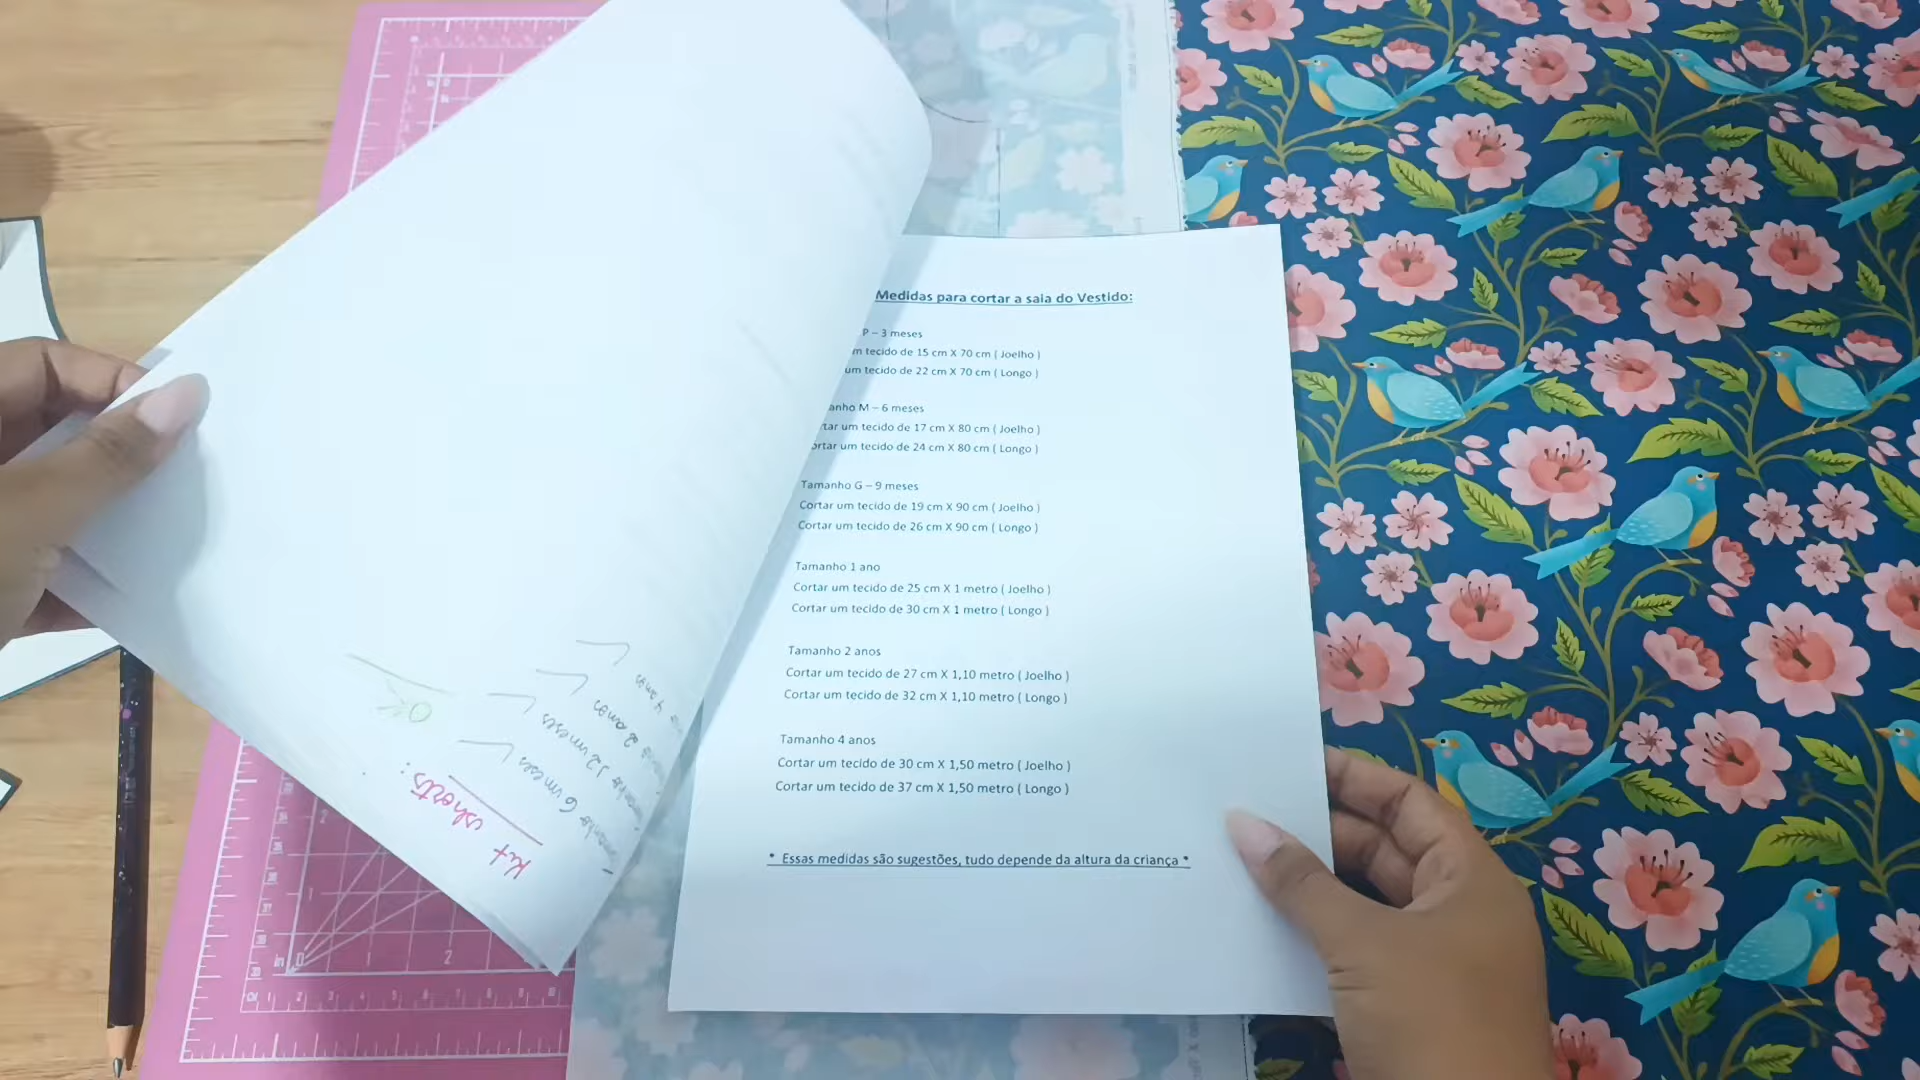 Medidas para cortar a saia do Vestido:
P – 3 meses
tecido de 15 cm X 70 cm ( Joelho )
um tecido de 22 cm X 70 cm ( Longo )
M – 6 meses
um tecido de 17 cm X 80 cm ( Joelho )
um tecido de 24 cm X 80 cm ( Longo )
Tamanho G – 9 meses
Cortar um tecido de 19 cm X 90 cm ( Joelho )
Cortar um tecido de 26 cm X 90 cm ( Longo )
Tamanho 1 ano
Cortar um tecido de 25 cm X 1 metro ( Joelho )
Cortar um tecido de 30 cm X 1 metro ( Longo )
Tamanho 2 anos
Cortar um tecido de 27 cm X 1,10 metro ( Joelho )
Cortar um tecido de 32 cm X 1,10 metro ( Longo )
Tamanho 4 anos
Cortar um tecido de 30 cm X 1,50 metro ( Joelho )
Cortar um tecido de 37 cm X 1,50 metro ( Longo )
* Essas medidas são sugestões, tudo depende da altura da criança *
Kit shorts:
Tamanho 6 meses
12 meses
2 anos
4 anos